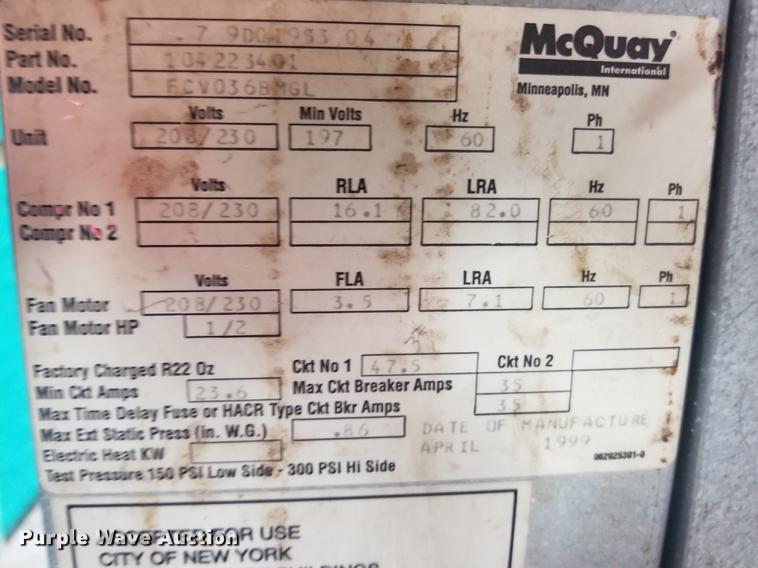 Serial No. .7 9D01983 04
Part No. 104223401
Model No. FCV036BMGL
McQuay®
International
Minneapolis, MN
Volts Min Volts Hz Ph
Unit 208/230 197 60 1
Volts RLA LRA Hz Ph
Compr No 1 208/230 16.1 82.0 60 1
Compr No 2
Volts FLA LRA Hz Ph
Fan Motor 208/230 3.5 7.1 60 1
Fan Motor HP 1/2
Factory Charged R22 Oz Ckt No 1 47.5 Ckt No 2
Min Ckt Amps 23.6 Max Ckt Breaker Amps 35
Max Time Delay Fuse or HACR Type Ckt Bkr Amps 35
Max Ext Static Press (in. W.G.) .86
Electric Heat KW
DATE OF MANUFACTURE
APRIL 1999
062925301-0
Test Pressure 150 PSI Low Side - 300 PSI Hi Side
FOR USE
CITY OF NEW YORK
Purple Wave Auction